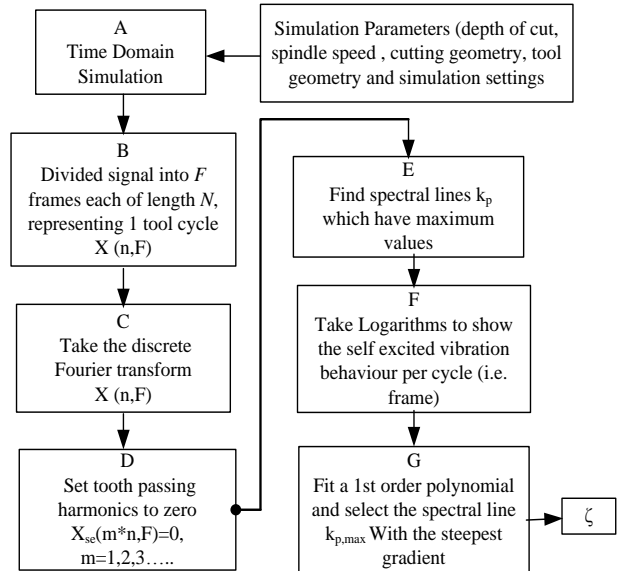 A
Time Domain
Simulation
Simulation Parameters (depth of cut,
spindle speed , cutting geometry, tool
geometry and simulation settings
B
Divided signal into F
frames each of length N,
representing 1 tool cycle
X (n,F)
C
Take the discrete
Fourier transform
X (n,F)
D
Set tooth passing
harmonics to zero
Xse(m*n,F)=0,
m=1,2,3…..
E
Find spectral lines kp
which have maximum
values
F
Take Logarithms to show
the self excited vibration
behaviour per cycle (i.e.
frame)
G
Fit a 1st order polynomial
and select the spectral line
kp,max With the steepest
gradient
ζ